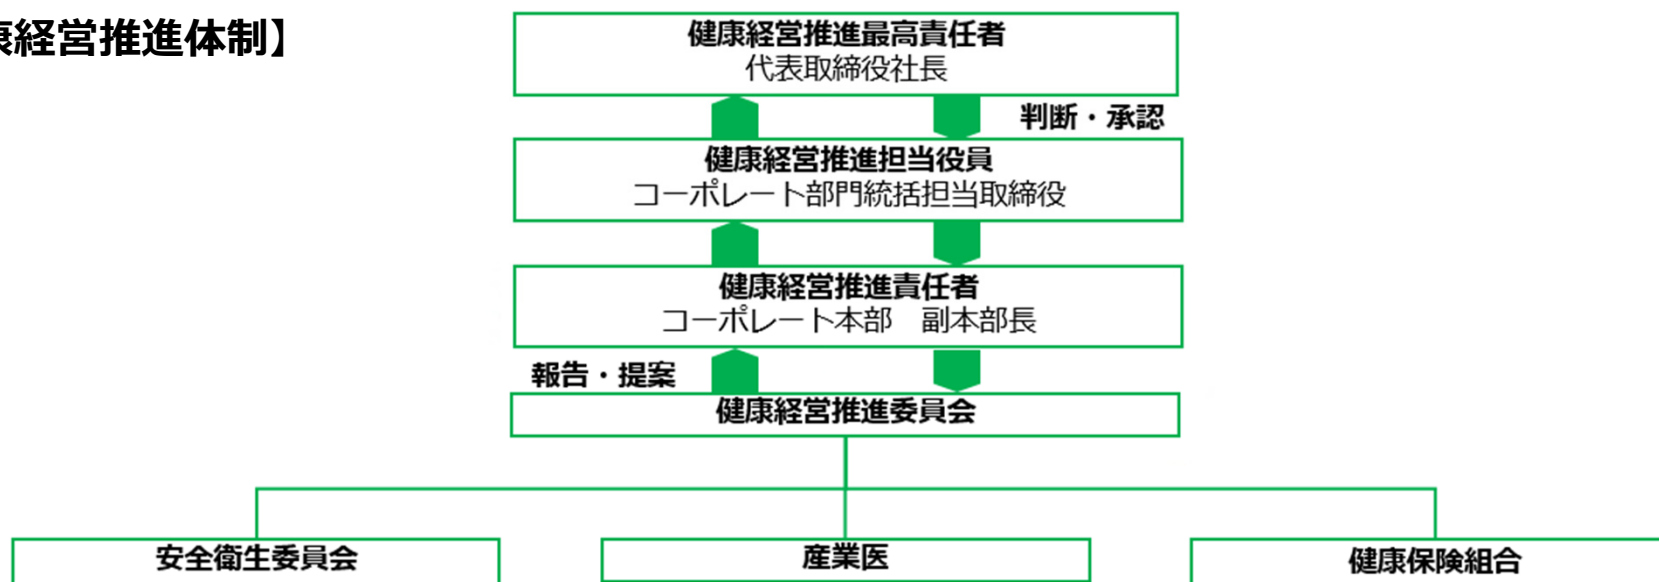 康経営推進体制】
健康経営推進最高責任者
代表取締役社長
判断・承認
健康経営推進担当役員
コーポレート部門統括担当取締役
健康経営推進責任者
コーポレート本部　副本部長
報告・提案
健康経営推進委員会
安全衛生委員会
産業医
健康保険組合